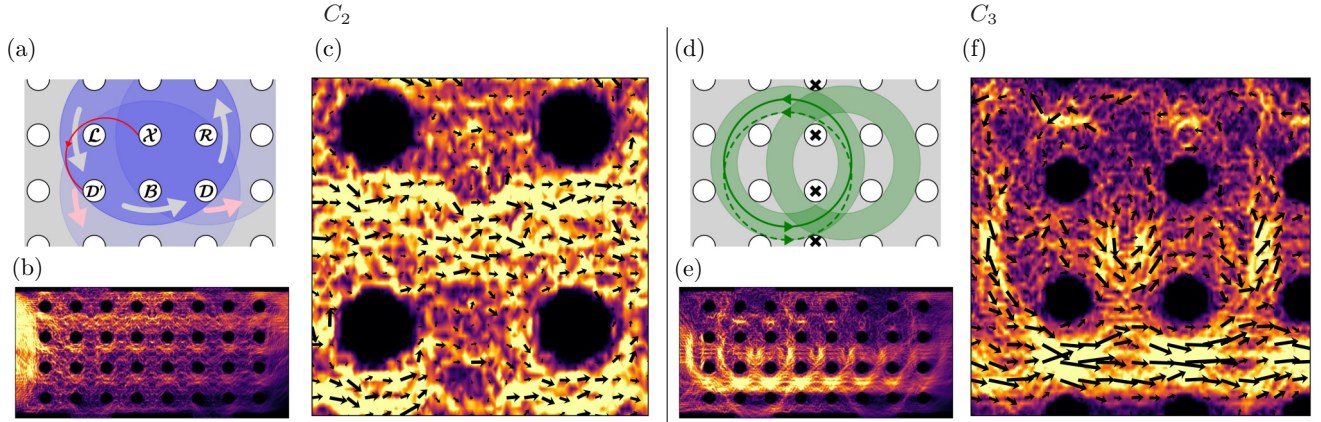 C₂
C₃
(a)
(c)
(d)
(f)
ℒ 𝒳 ℛ
𝒟′ ℬ 𝒟
(b)
(e)